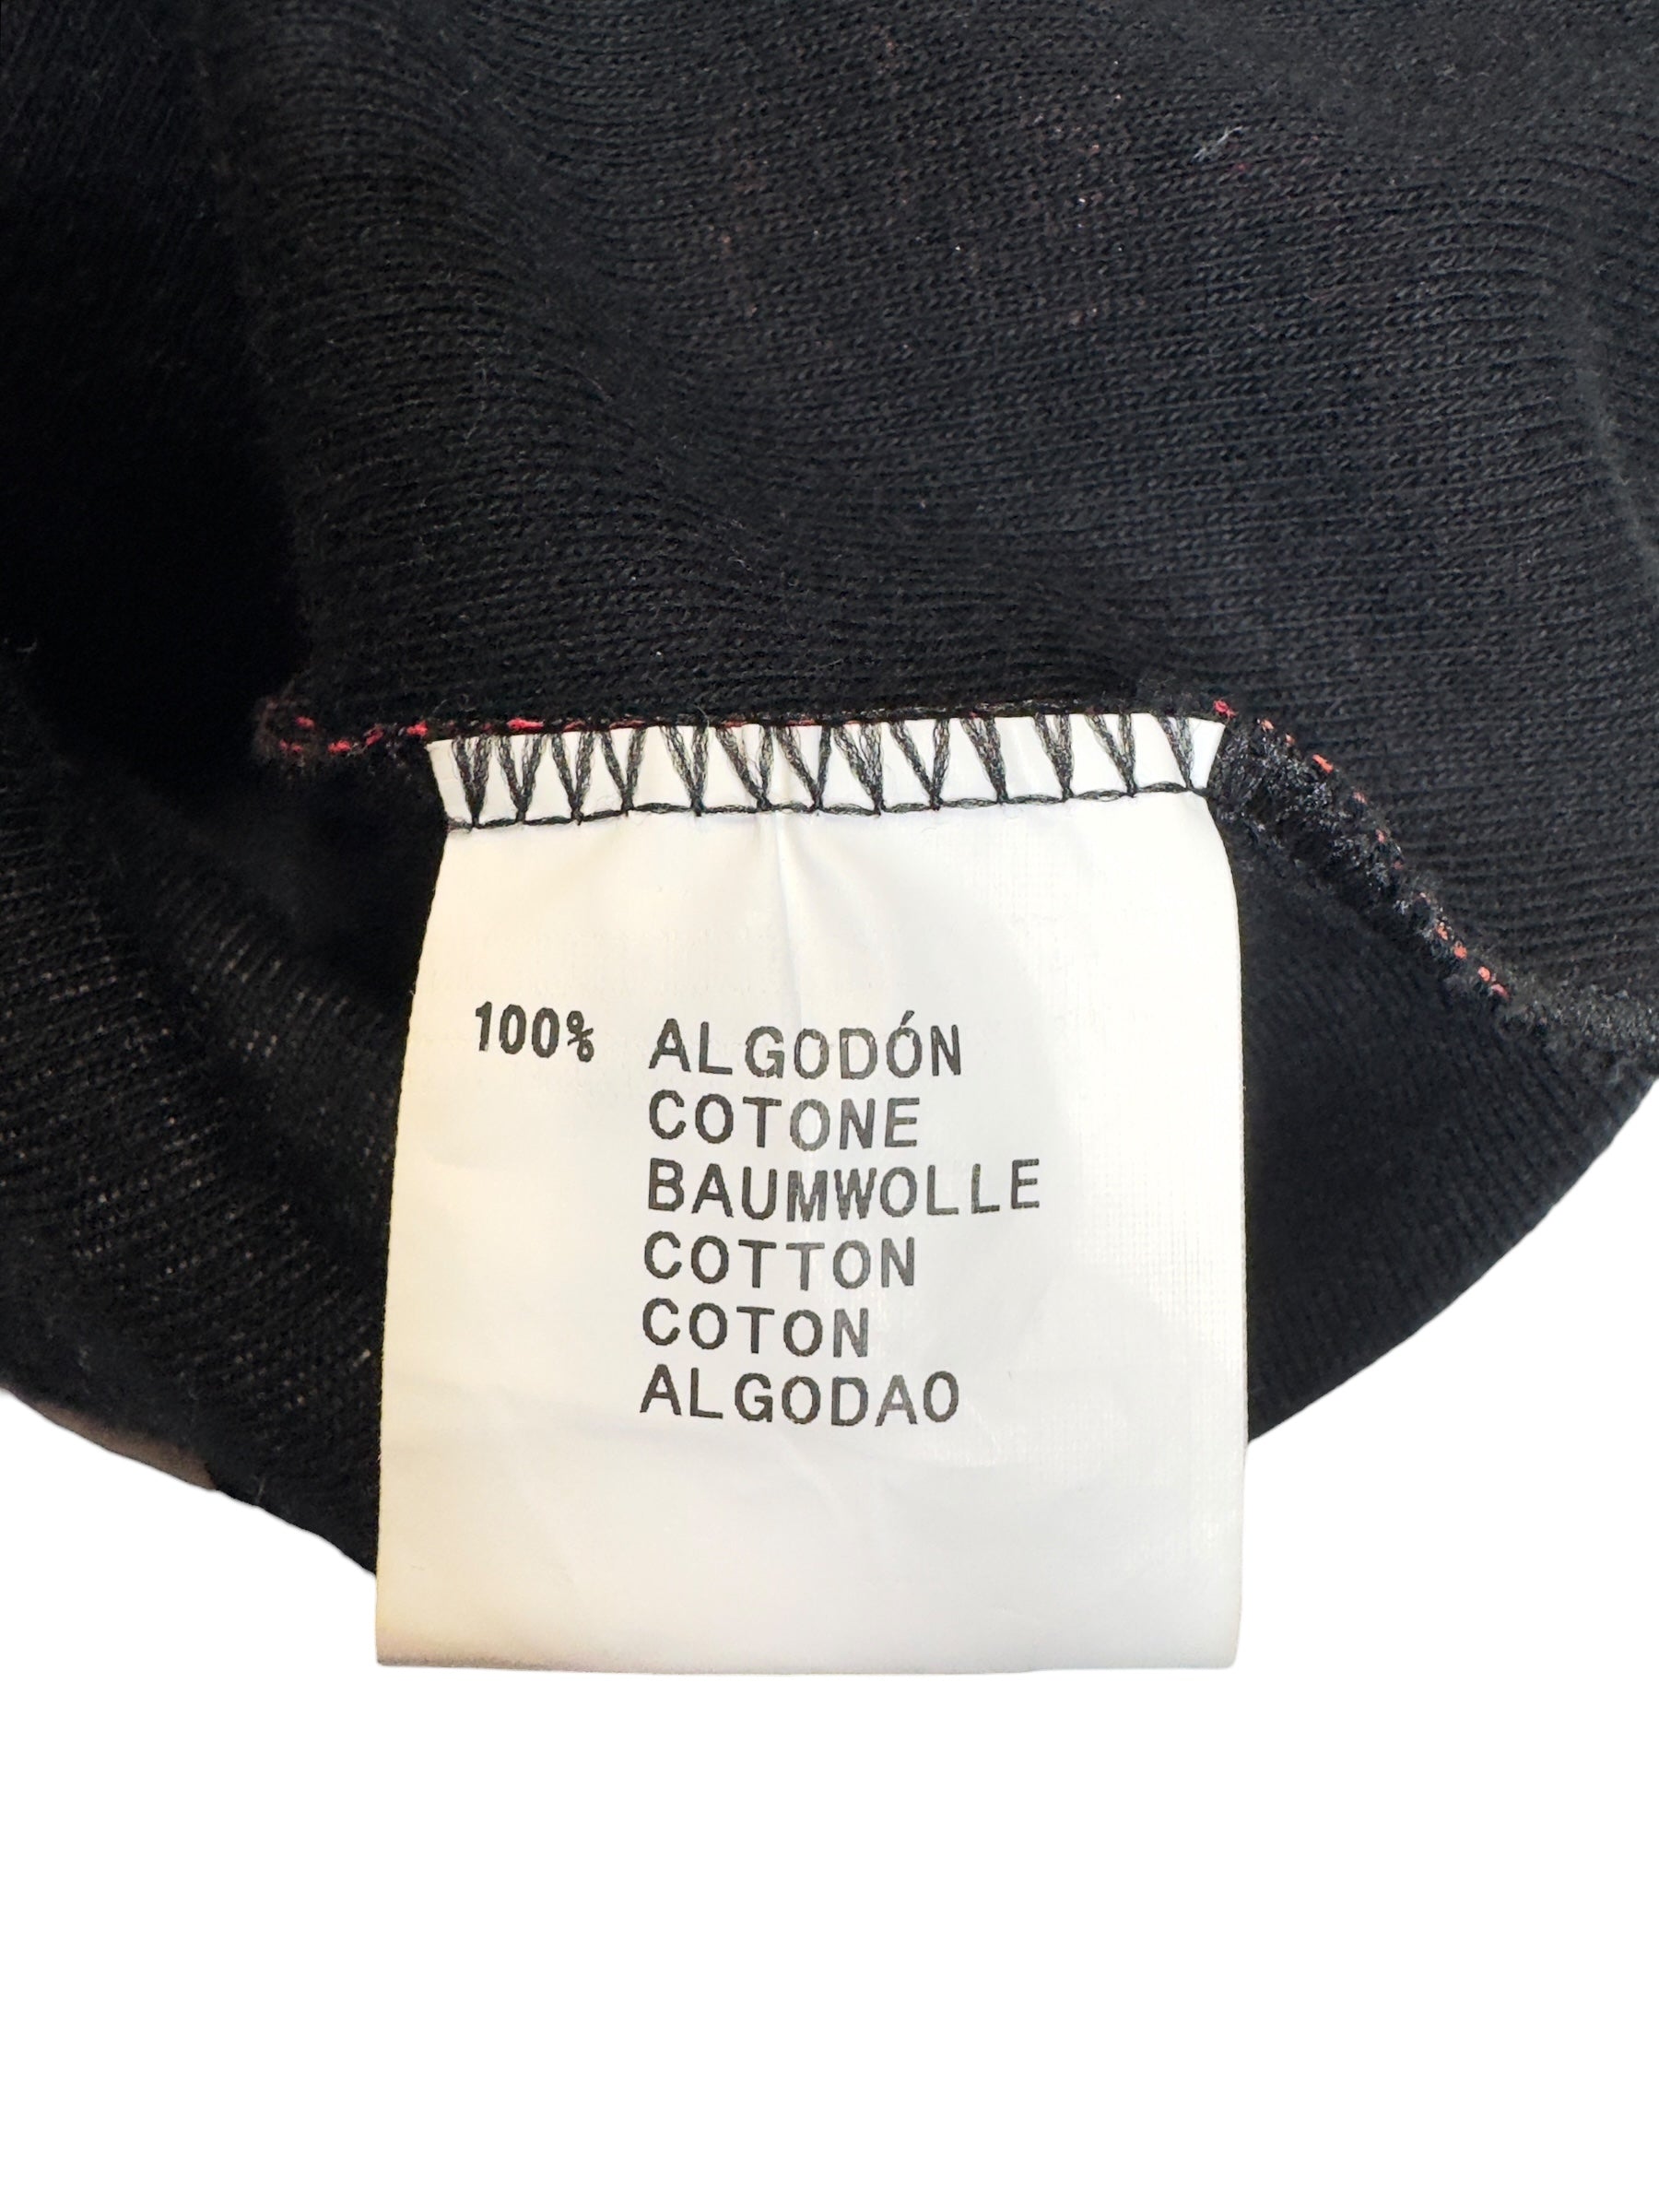 100% ALGODÓN
COTONE
BAUMWOLLE
COTTON
COTON
ALGODAO